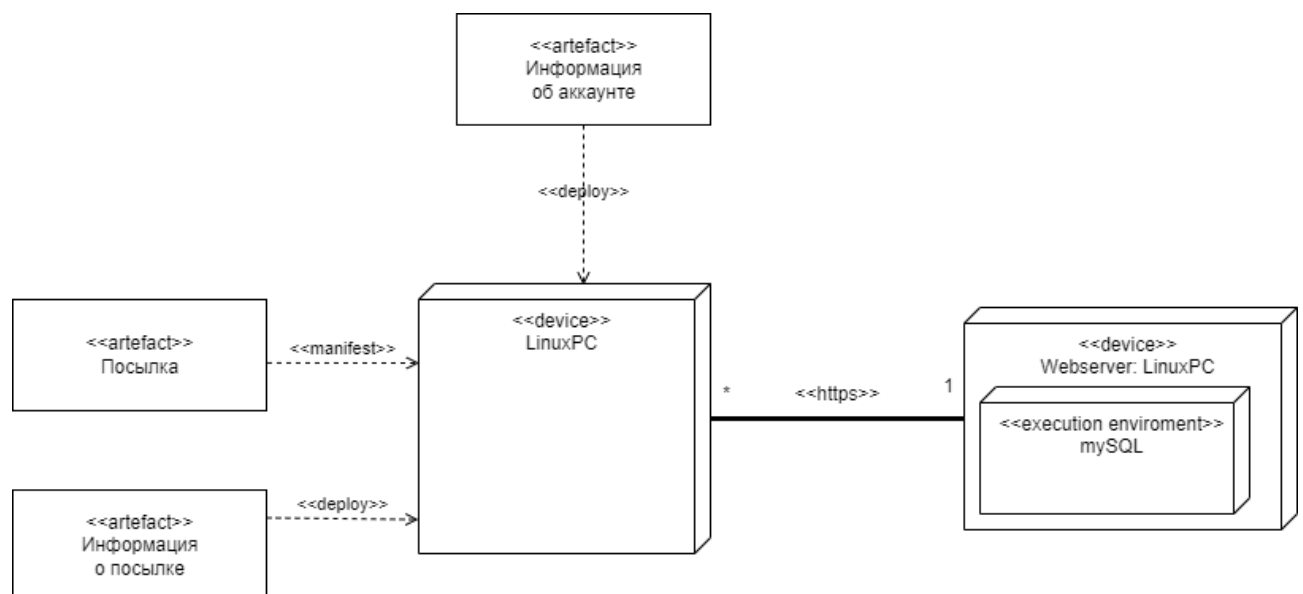 <<artefact>>
Информация
об аккаунте
<<deploy>>
<<artefact>>
Посылка
<<manifest>>
<<device>>
LinuxPC
*
<<https>>
1
<<device>>
Webserver: LinuxPC
<<execution enviroment>>
mySQL
<<artefact>>
Информация
о посылке
<<deploy>>